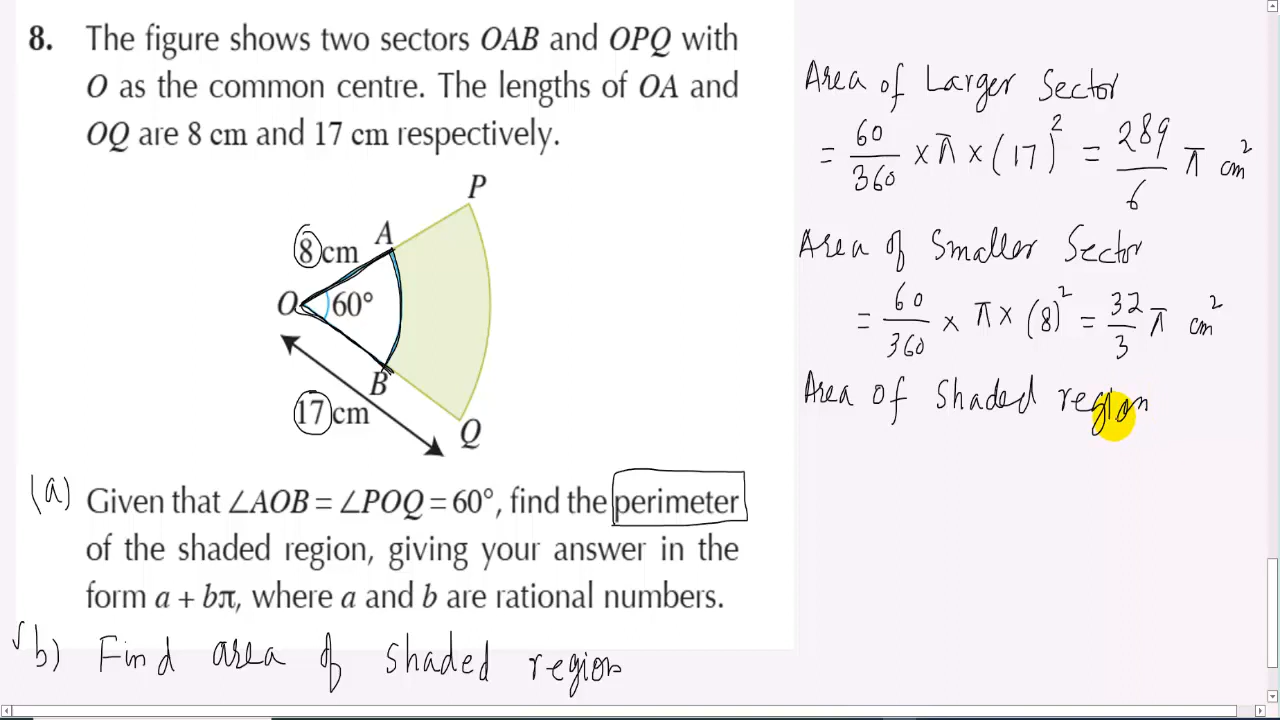 8. The figure shows two sectors OAB and OPQ with
O as the common centre. The lengths of OA and
OQ are 8 cm and 17 cm respectively.
P
A
8 cm
O
60°
B
17 cm
Q
(a) Given that ∠AOB = ∠POQ = 60°, find the perimeter
of the shaded region, giving your answer in the
form a + bπ, where a and b are rational numbers.
b) Find area of shaded region
Area of Larger Sector
= 60/360 × π × (17)² = 289/6 π cm²
Area of Smaller Sector
= 60/360 × π × (8)² = 32/3 π cm²
Area of shaded region